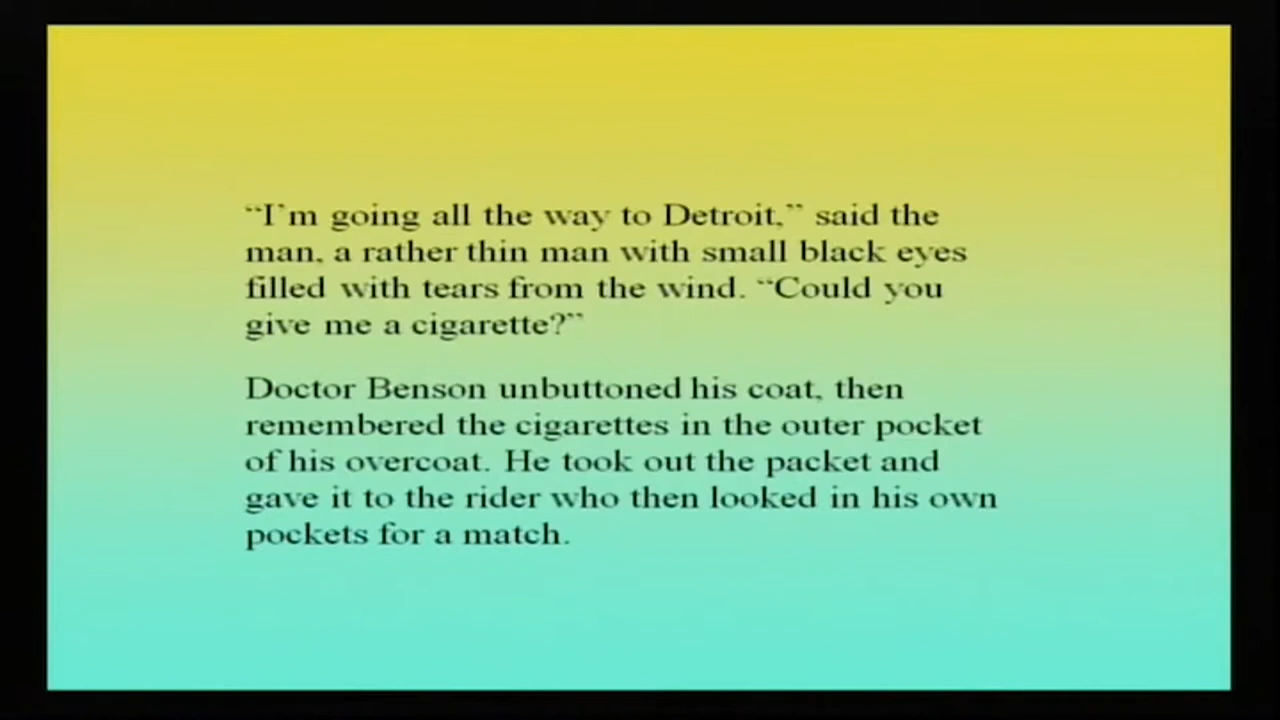 “I’m going all the way to Detroit,” said the
man, a rather thin man with small black eyes
filled with tears from the wind. “Could you
give me a cigarette?”
Doctor Benson unbuttoned his coat, then
remembered the cigarettes in the outer pocket
of his overcoat. He took out the packet and
gave it to the rider who then looked in his own
pockets for a match.